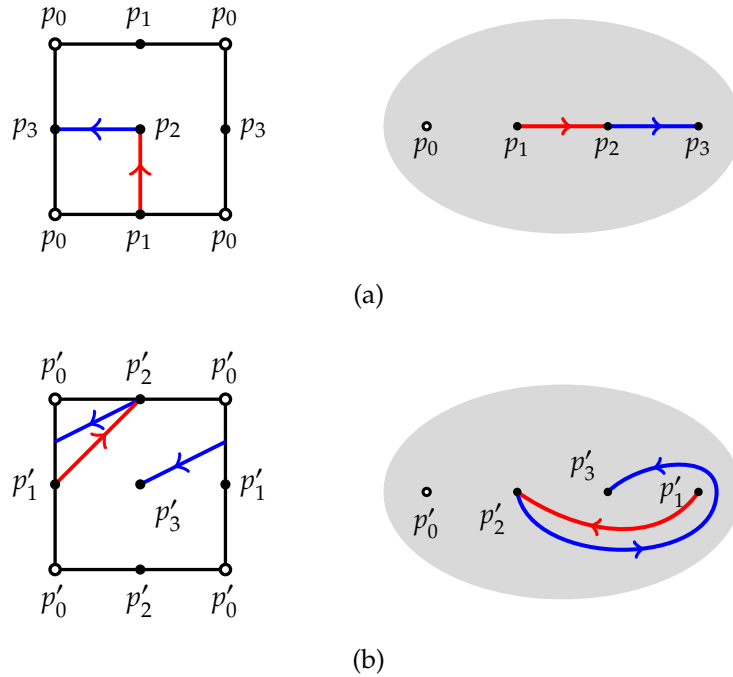 p₀ p₁ p₀
p₃ p₂ p₃
p₀ p₁ p₀
p₀ p₁ p₂ p₃
(a)
p′₀ p′₂ p′₀
p′₁ p′₃ p′₁
p′₀ p′₂ p′₀
p′₀ p′₂ p′₃ p′₁
(b)